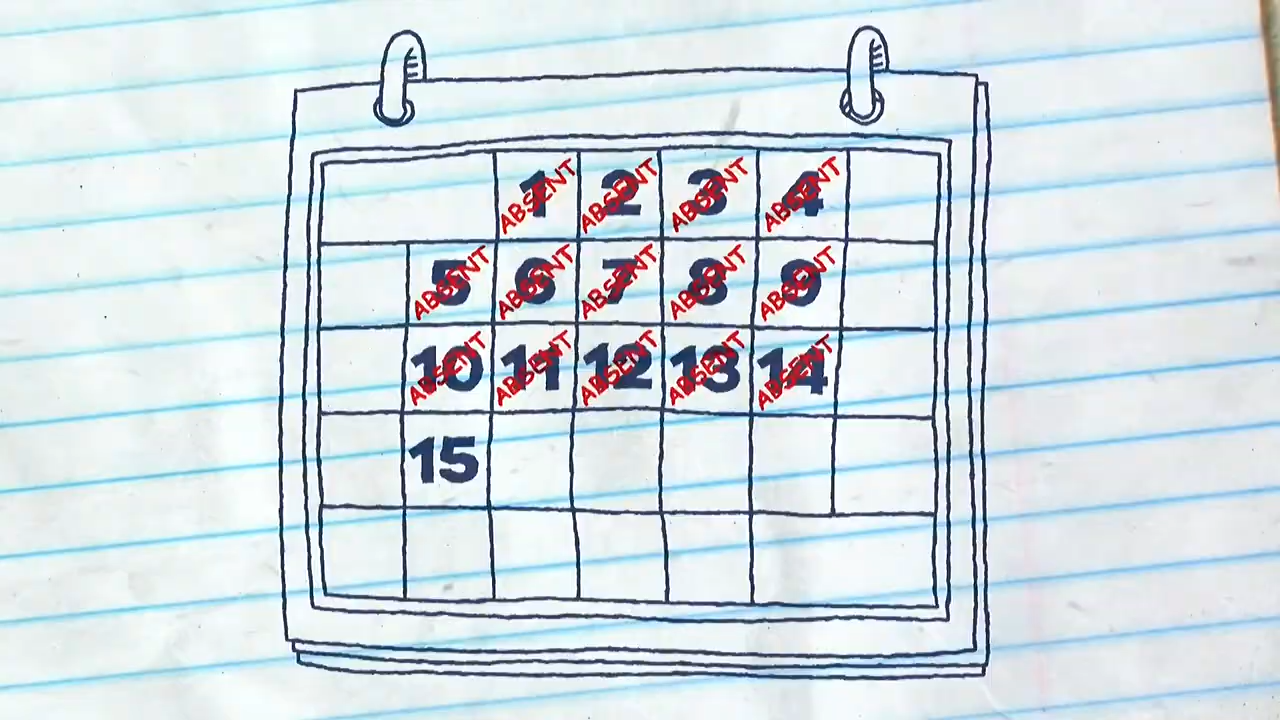 1 ABSENT 2 ABSENT 3 ABSENT 4 ABSENT
5 ABSENT 6 ABSENT 7 ABSENT 8 ABSENT 9 ABSENT
10 ABSENT 11 ABSENT 12 ABSENT 13 ABSENT 14 ABSENT
15